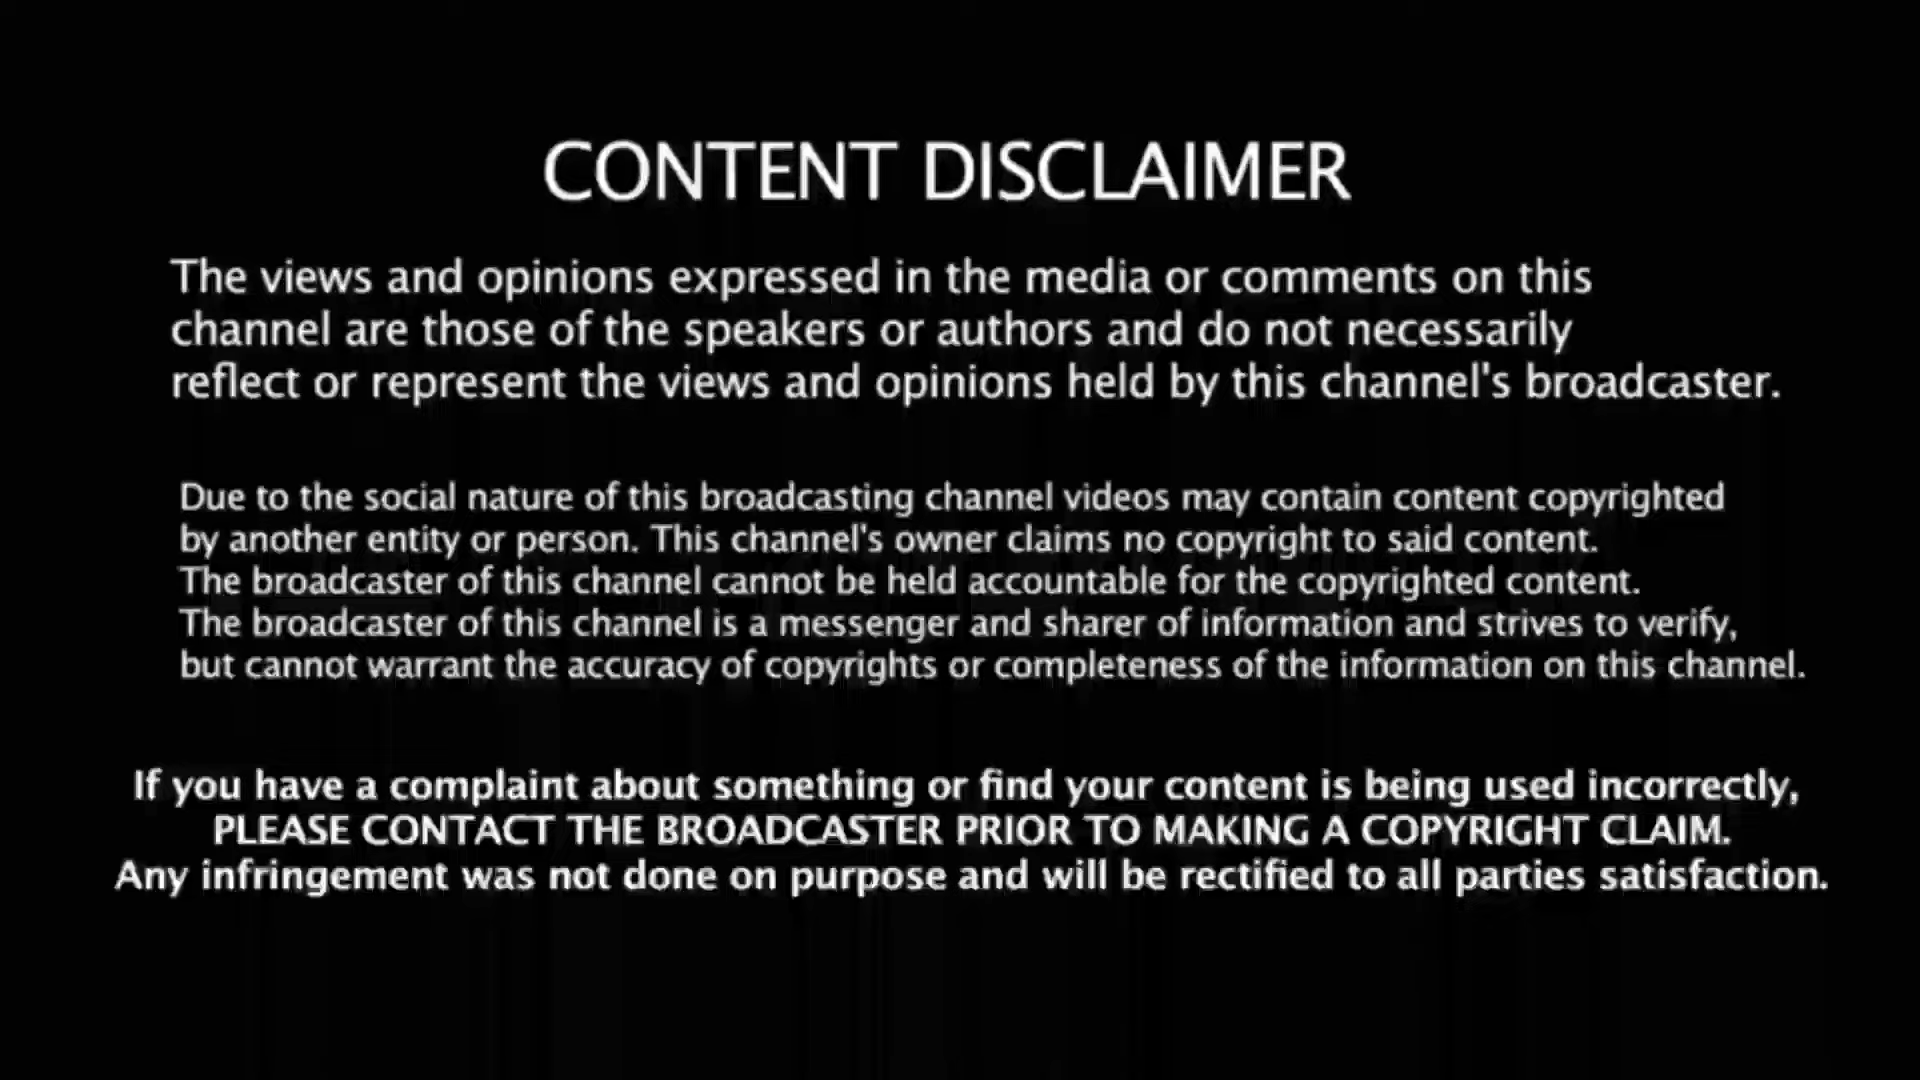 CONTENT DISCLAIMER
The views and opinions expressed in the media or comments on this
channel are those of the speakers or authors and do not necessarily
reflect or represent the views and opinions held by this channel's broadcaster.
Due to the social nature of this broadcasting channel videos may contain content copyrighted
by another entity or person. This channel's owner claims no copyright to said content.
The broadcaster of this channel cannot be held accountable for the copyrighted content.
The broadcaster of this channel is a messenger and sharer of information and strives to verify,
but cannot warrant the accuracy of copyrights or completeness of the information on this channel.
If you have a complaint about something or find your content is being used incorrectly,
PLEASE CONTACT THE BROADCASTER PRIOR TO MAKING A COPYRIGHT CLAIM.
Any infringement was not done on purpose and will be rectified to all parties satisfaction.